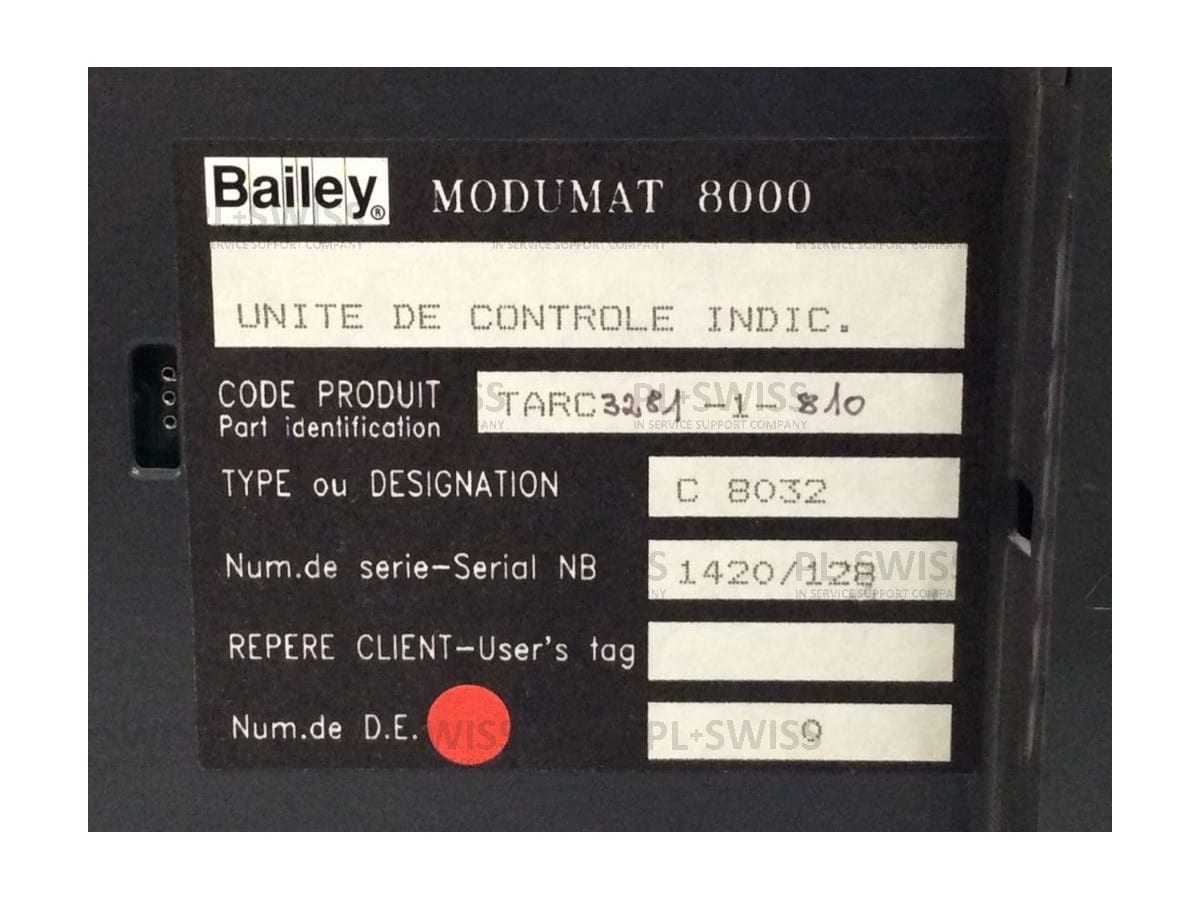 Bailey® MODUMAT 8000
UNITE DE CONTROLE INDIC.
CODE PRODUIT TARC3281-1-810
Part identification
TYPE ou DESIGNATION C 8032
Num.de serie-Serial NB 1420/128
REPERE CLIENT-User's tag
Num.de D.E. 0
PL+SWISS
IN SERVICE SUPPORT COMPANY